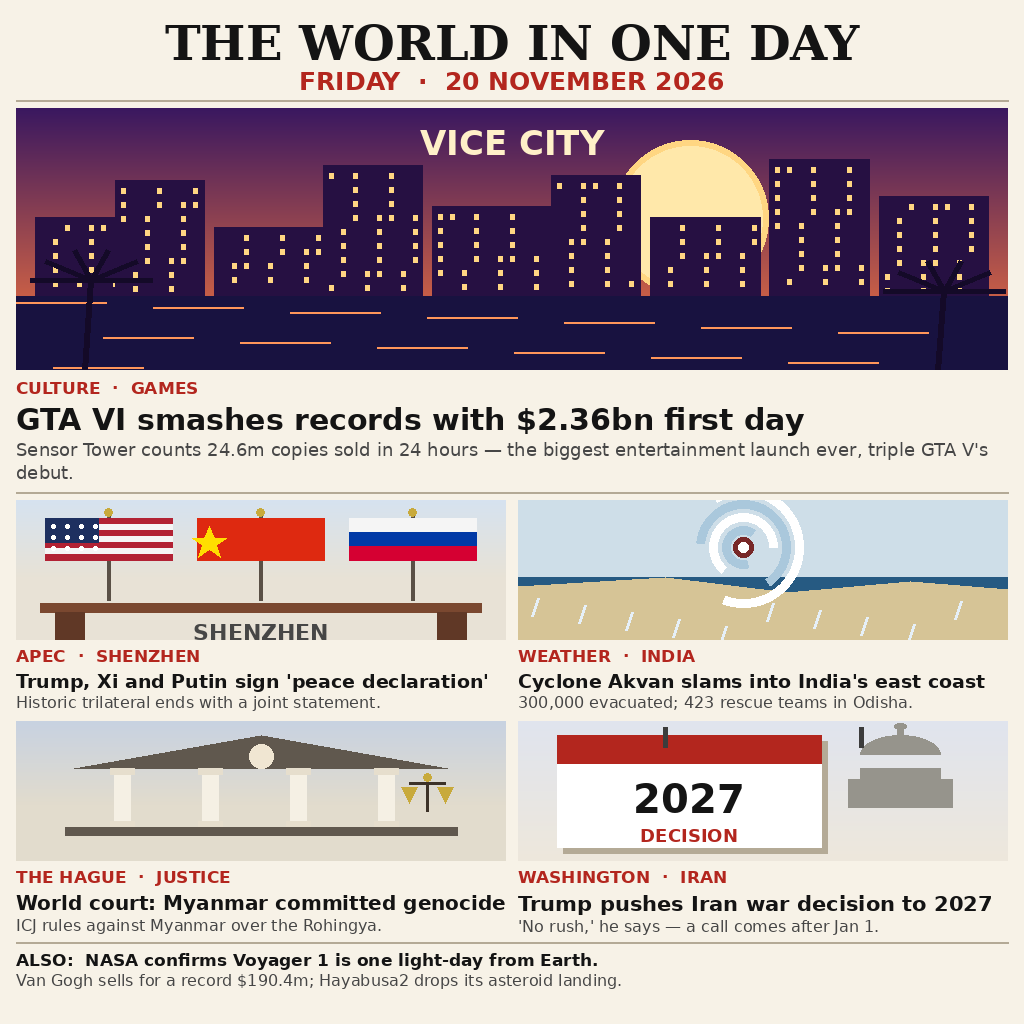 THE WORLD IN ONE DAY
FRIDAY · 20 NOVEMBER 2026
VICE CITY
CULTURE · GAMES
GTA VI smashes records with $2.36bn first day
Sensor Tower counts 24.6m copies sold in 24 hours — the biggest entertainment launch ever, triple GTA V's
debut.
SHENZHEN
APEC · SHENZHEN
Trump, Xi and Putin sign 'peace declaration'
Historic trilateral ends with a joint statement.
WEATHER · INDIA
Cyclone Akvan slams into India's east coast
300,000 evacuated; 423 rescue teams in Odisha.
THE HAGUE · JUSTICE
World court: Myanmar committed genocide
ICJ rules against Myanmar over the Rohingya.
2027
DECISION
WASHINGTON · IRAN
Trump pushes Iran war decision to 2027
'No rush,' he says — a call comes after Jan 1.
ALSO: NASA confirms Voyager 1 is one light-day from Earth.
Van Gogh sells for a record $190.4m; Hayabusa2 drops its asteroid landing.